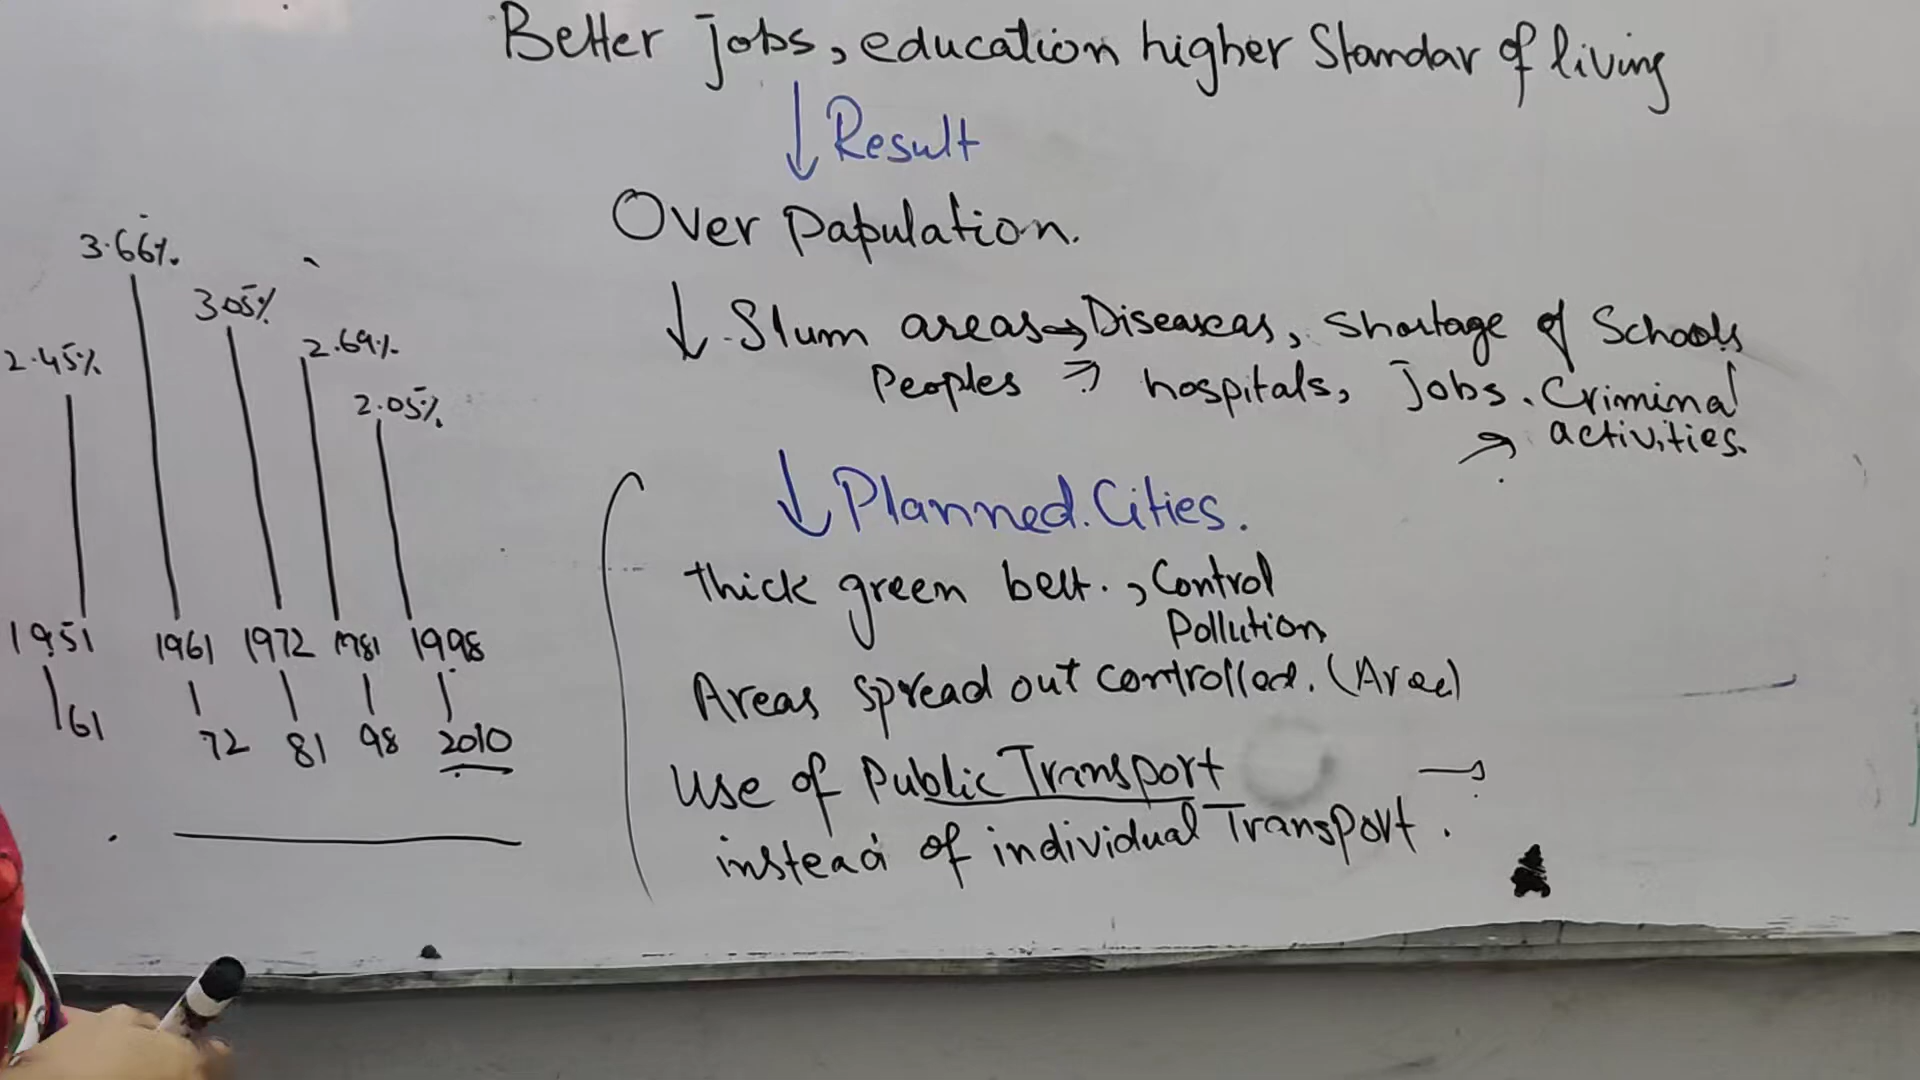 Better jobs, education higher Standar of living
↓ Result
Over Papulation.
↓ Slum areas → Diseaseas, Shortage of Schools
Peoples → hospitals, jobs. Criminal
→ activities.
↓ Planned. Cities.
thick green belt., Control
Pollution
Areas spread out controlled. (Area)
Use of Public Transport →
instead of individual Transport.
3.66%.
3.05%
2.69%.
2.45%
2.05%.
1951 1961 1972 1981 1998
61 72 81 98 2010